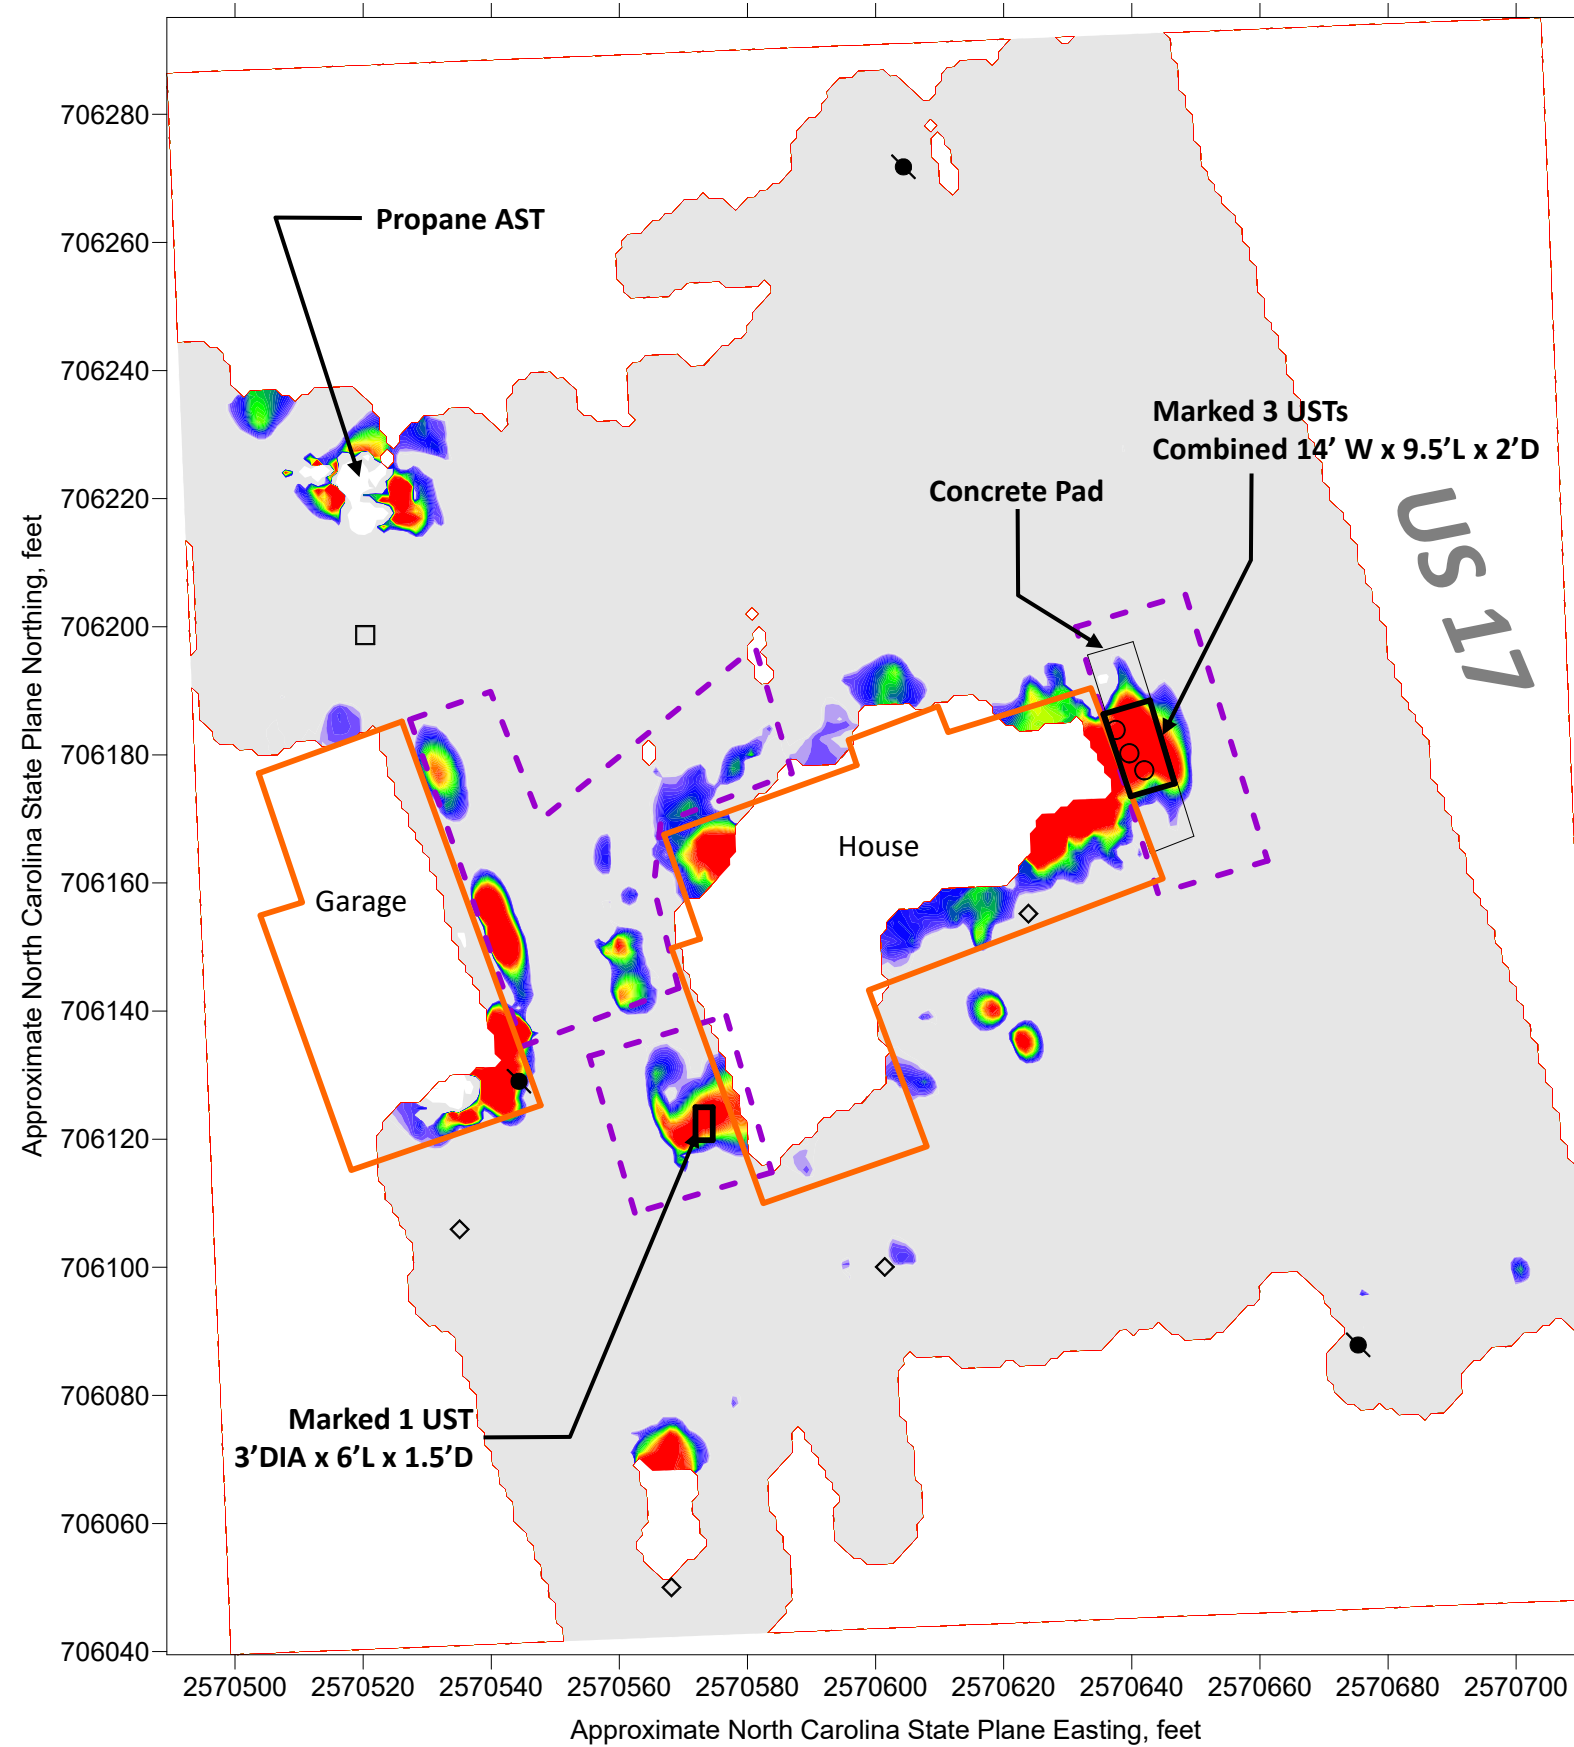 706280
706260
706240
706220
706200
706180
706160
706140
706120
706100
706080
706060
706040
Approximate North Carolina State Plane Northing, feet
Propane AST
Marked 3 USTs
Combined 14’ W x 9.5’L x 2’D
Concrete Pad
US 17
House
Garage
Marked 1 UST
3’DIA x 6’L x 1.5’D
2570500
2570520
2570540
2570560
2570580
2570600
2570620
2570640
2570660
2570680
2570700
Approximate North Carolina State Plane Easting, feet